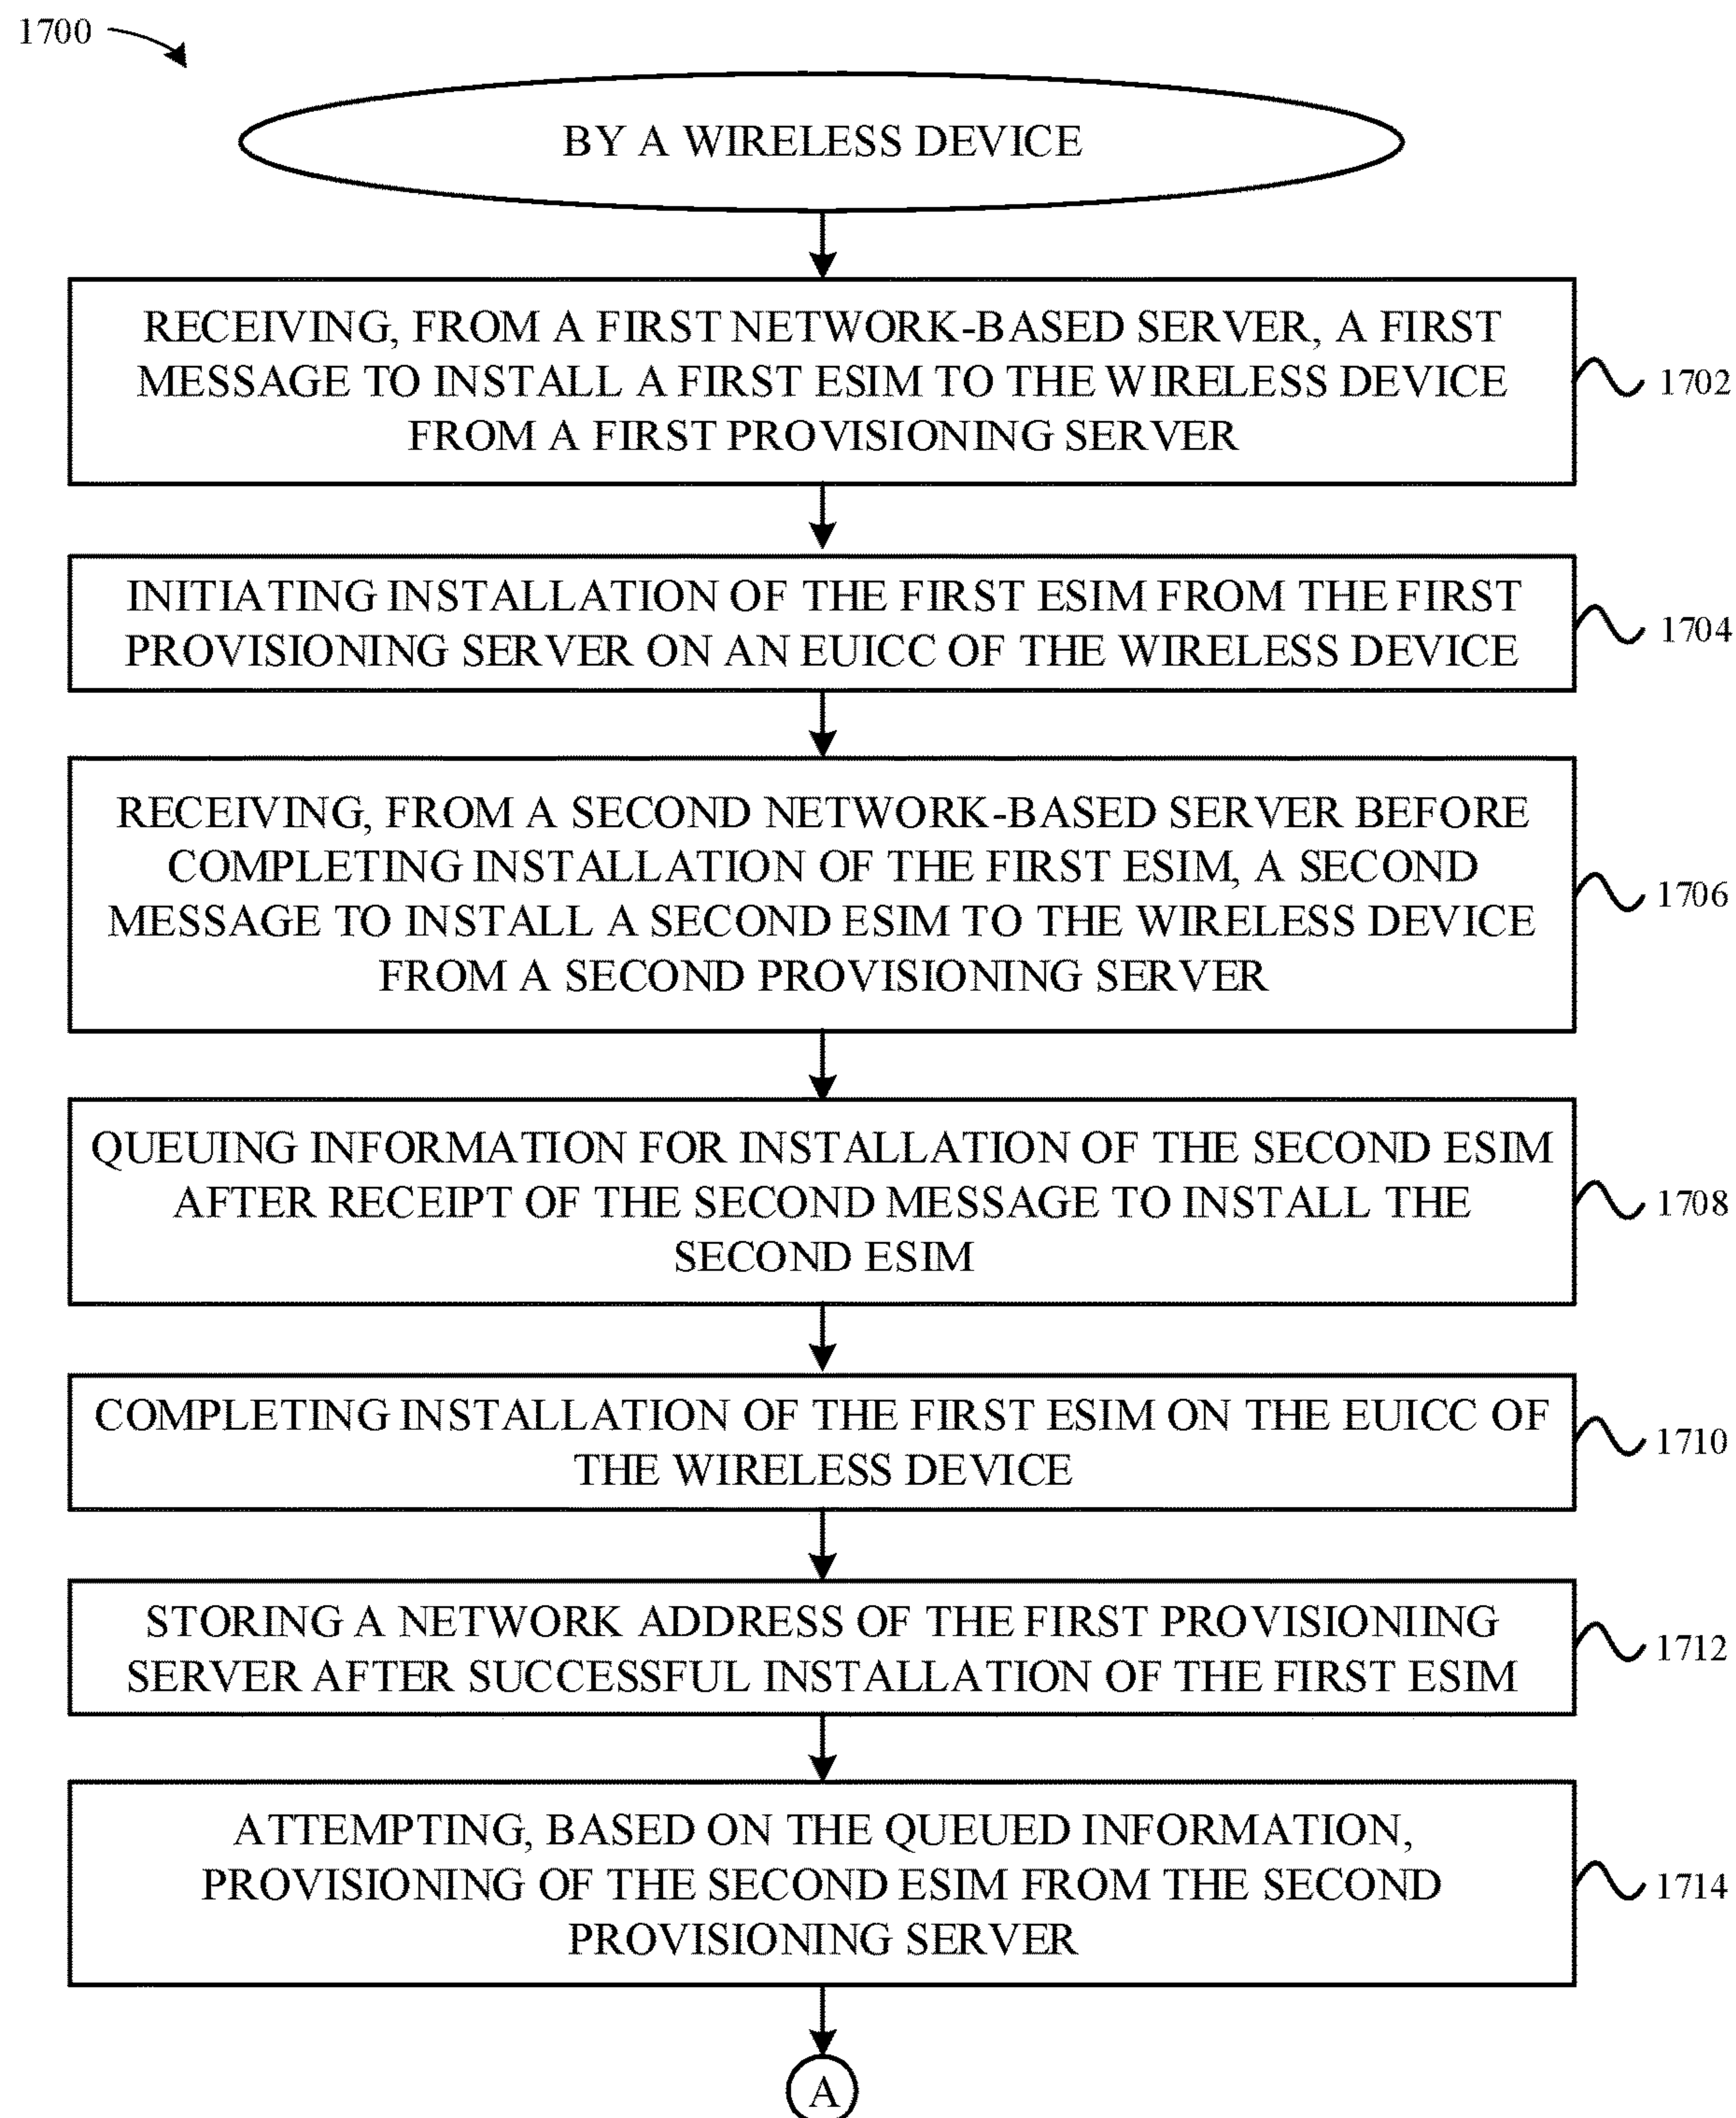 1700
BY A WIRELESS DEVICE
RECEIVING, FROM A FIRST NETWORK-BASED SERVER, A FIRST
MESSAGE TO INSTALL A FIRST ESIM TO THE WIRELESS DEVICE
FROM A FIRST PROVISIONING SERVER
1702
INITIATING INSTALLATION OF THE FIRST ESIM FROM THE FIRST
PROVISIONING SERVER ON AN EUICC OF THE WIRELESS DEVICE
1704
RECEIVING, FROM A SECOND NETWORK-BASED SERVER BEFORE
COMPLETING INSTALLATION OF THE FIRST ESIM, A SECOND
MESSAGE TO INSTALL A SECOND ESIM TO THE WIRELESS DEVICE
FROM A SECOND PROVISIONING SERVER
1706
QUEUING INFORMATION FOR INSTALLATION OF THE SECOND ESIM
AFTER RECEIPT OF THE SECOND MESSAGE TO INSTALL THE
SECOND ESIM
1708
COMPLETING INSTALLATION OF THE FIRST ESIM ON THE EUICC OF
THE WIRELESS DEVICE
1710
STORING A NETWORK ADDRESS OF THE FIRST PROVISIONIING
SERVER AFTER SUCCESSFUL INSTALLATION OF THE FIRST ESIM
1712
ATTEMPTING, BASED ON THE QUEUED INFORMATION,
PROVISIONING OF THE SECOND ESIM FROM THE SECOND
PROVISIONING SERVER
1714
A